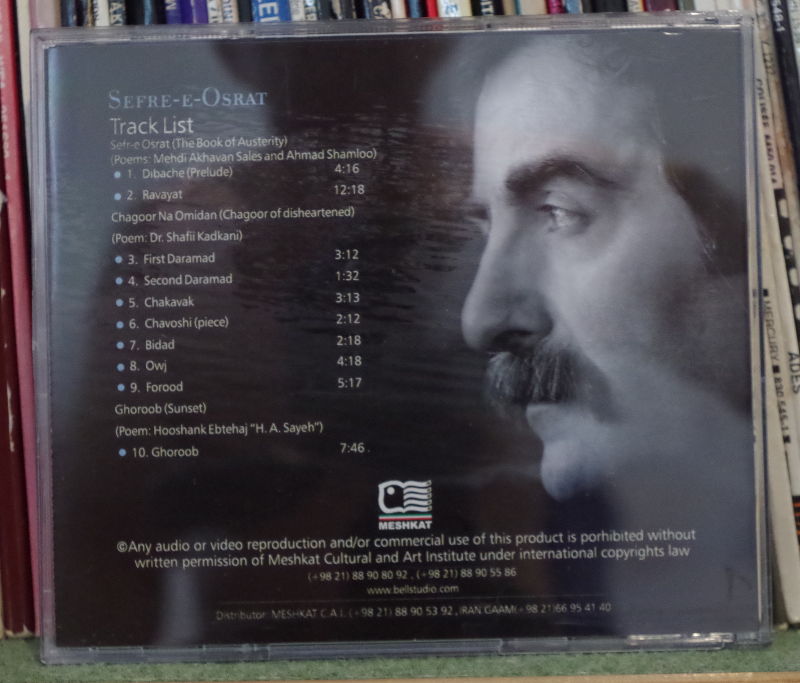 SEFRE-E-OSRAT
Track List
Sefr-e Osrat (The Book of Austerity)
(Poems: Mehdi Akhavan Sales and Ahmad Shamloo)
1. Dibache (Prelude) 4:16
2. Ravayat 12:18
Chagoor Na Omidan (Chagoor of disheartened)
(Poem: Dr. Shafii Kadkani)
3. First Daramad 3:12
4. Second Daramad 1:32
5. Chakavak 3:13
6. Chavoshi (piece) 2:12
7. Bidad 2:18
8. Owj 4:18
9. Forood 5:17
Ghoroob (Sunset)
(Poem: Hooshank Ebtehaj "H. A. Sayeh")
10. Ghoroob 7:46.
MESHKAT
©Any audio or video reproduction and/or commercial use of this product is porhibited without
written permission of Meshkat Cultural and Art Institute under international copyrights law
(+98 21) 88 90 80 92 , (+98 21) 88 90 55 86
www.bellstudio.com
Distributor: MESHKAT C.A.I. (+98 21) 88 90 53 92 , IRAN GAAM(+98 21)66 95 41 40
MERCURY
ADES